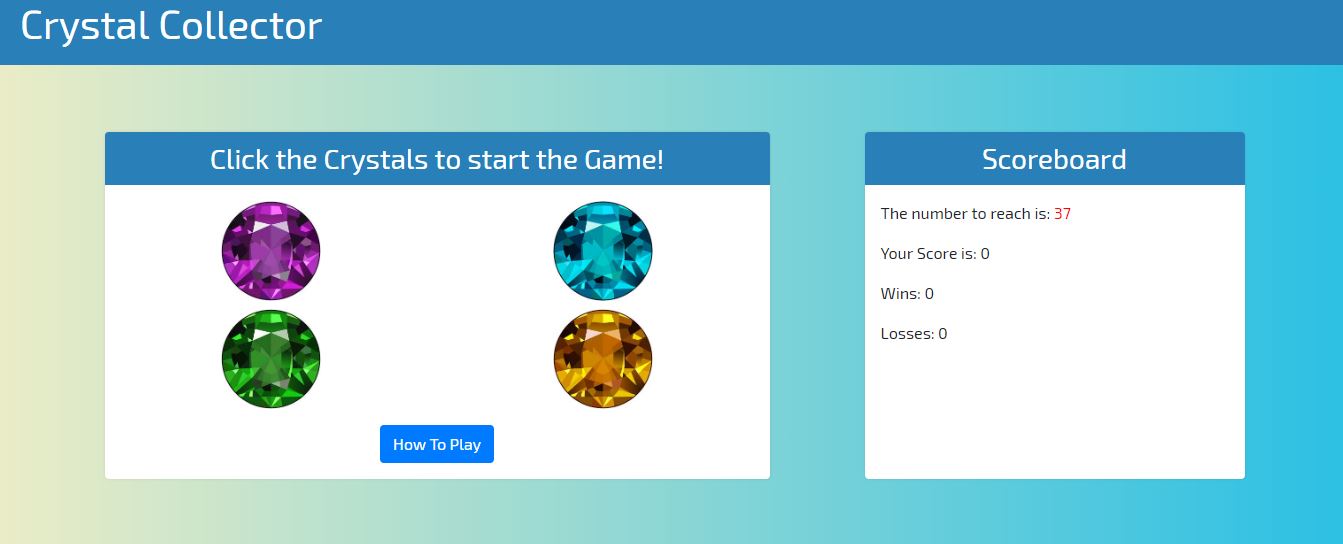 Crystal Collector
Click the Crystals to start the Game!
How To Play
Scoreboard
The number to reach is: 37
Your Score is: 0
Wins: 0
Losses: 0